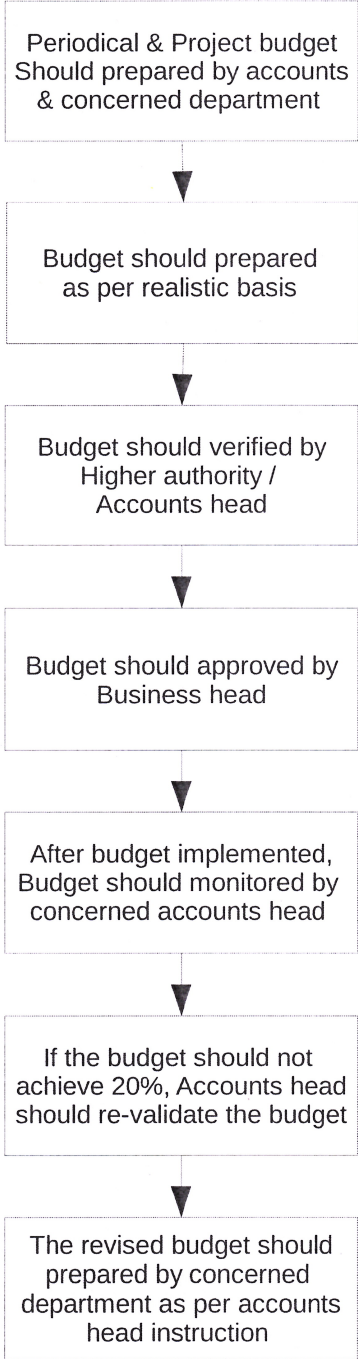 Periodical & Project budget
Should prepared by accounts
& concerned department
Budget should prepared
as per realistic basis
Budget should verified by
Higher authority /
Accounts head
Budget should approved by
Business head
After budget implemented,
Budget should monitored by
concerned accounts head
If the budget should not
achieve 20%, Accounts head
should re-validate the budget
The revised budget should
prepared by concerned
department as per accounts
head instruction